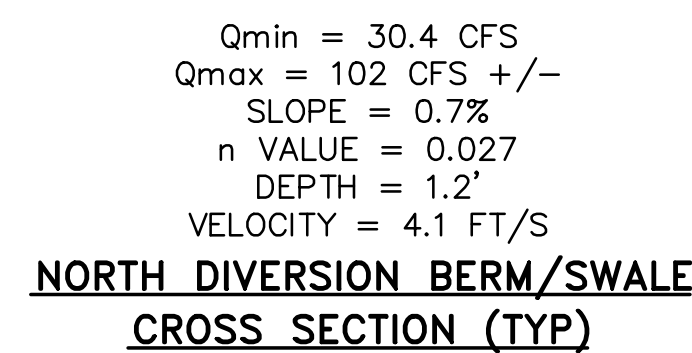 Qmin = 30.4 CFS
Qmax = 102 CFS +/-
SLOPE = 0.7%
n VALUE = 0.027
DEPTH = 1.2'
VELOCITY = 4.1 FT/S
NORTH DIVERSION BERM/SWALE
CROSS SECTION (TYP)